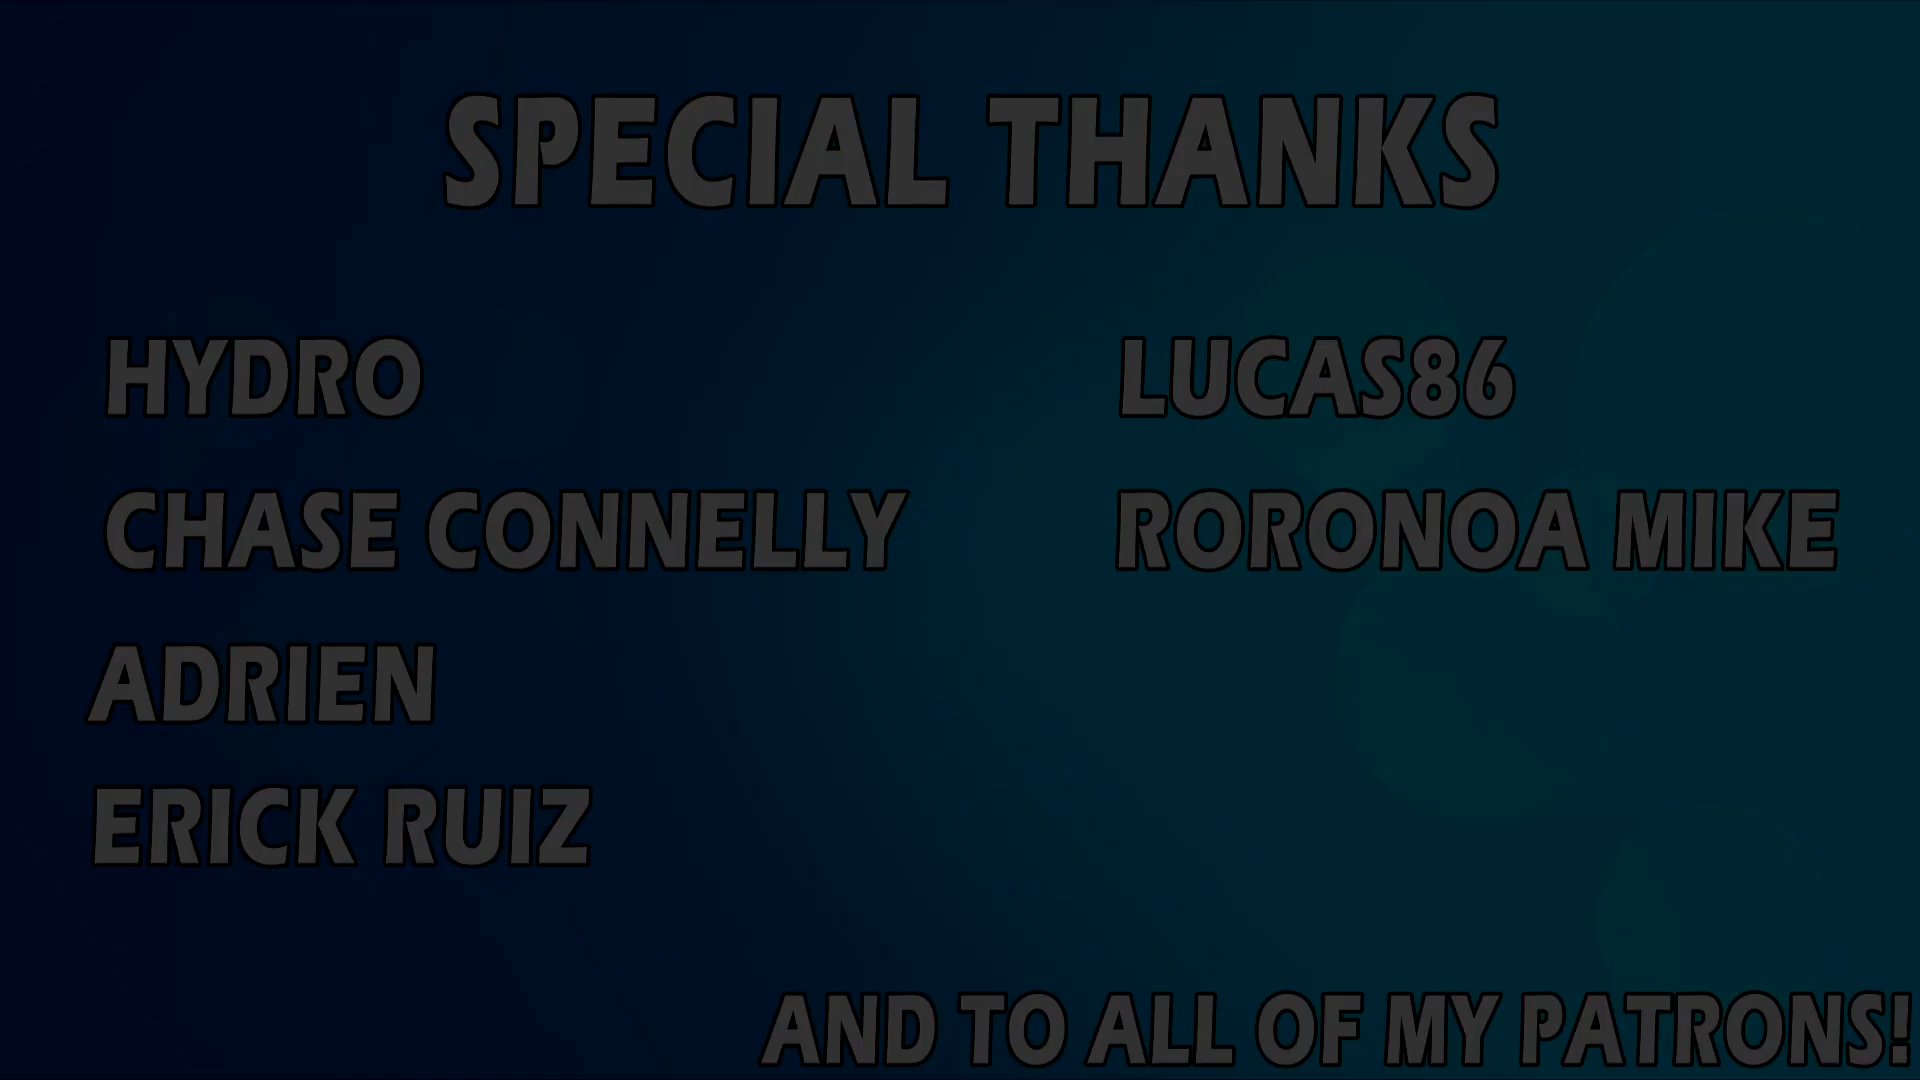 SPECIAL THANKS
HYDRO
CHASE CONNELLY
ADRIEN
ERICK RUIZ
LUCAS86
RORONOA MIKE
AND TO ALL OF MY PATRONS!